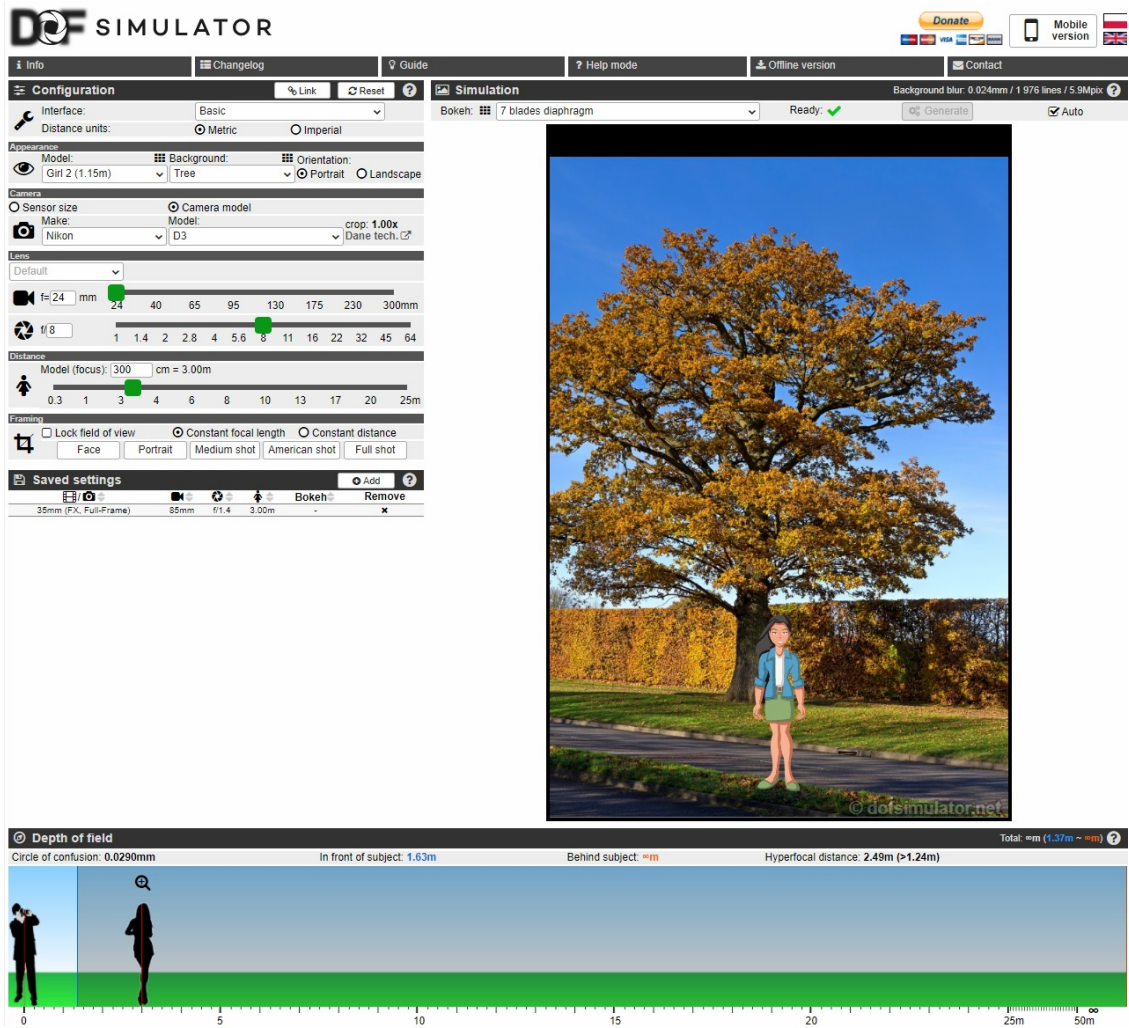 DOF SIMULATOR
Donate
VISA
Mobile version
Info
Changelog
Guide
? Help mode
Offline version
Contact
Configuration
Link
Reset
?
Interface: Basic
Distance units: Metric Imperial
Appearance
Model: Background: Orientation:
Girl 2 (1.15m) Tree Portrait Landscape
Camera
Sensor size Camera model
Make: Model: crop: 1.00x
Nikon D3 Dane tech.
Lens
Default
f= 24 mm
24 40 65 95 130 175 230 300mm
f/ 8
1 1.4 2 2.8 4 5.6 8 11 16 22 32 45 64
Distance
Model (focus): 300 cm = 3.00m
0.3 1 3 4 6 8 10 13 17 20 25m
Framing
Lock field of view Constant focal length Constant distance
Face Portrait Medium shot American shot Full shot
Saved settings
Add
?
/ Bokeh Remove
35mm (FX, Full-Frame) 85mm f/1.4 3.00m - ✖
Simulation
Background blur: 0.024mm / 1 976 lines / 5.9Mpix ?
Bokeh: 7 blades diaphragm Ready: Generate Auto
© dofsimulator.net
Depth of field
Total: ∞m (1.37m ~ ∞m) ?
Circle of confusion: 0.0290mm In front of subject: 1.63m Behind subject: ∞m Hyperfocal distance: 2.49m (>1.24m)
0 5 10 15 20 25m 50m ∞